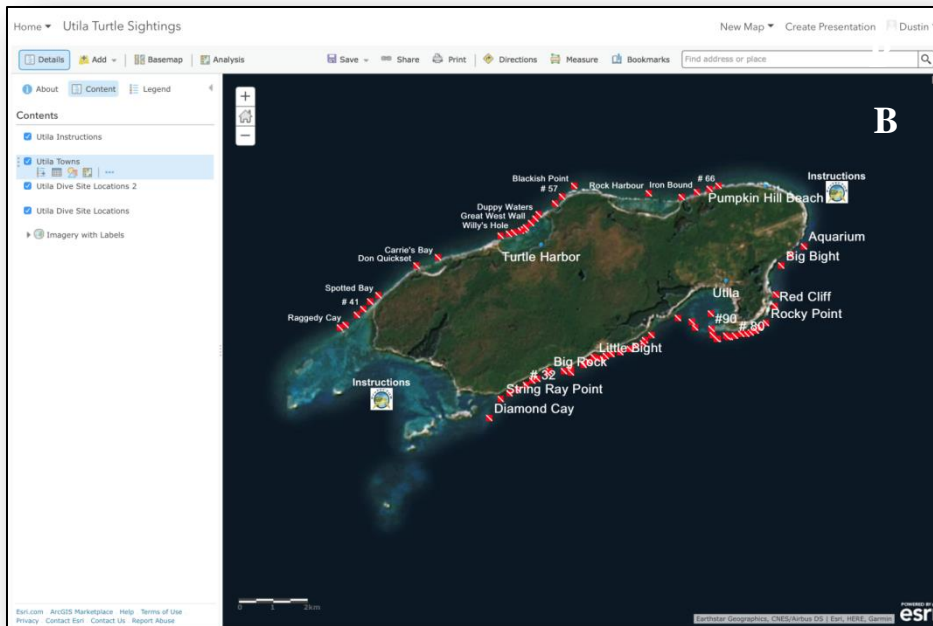 Home Utila Turtle Sightings
New Map Create Presentation Dustin
Details Add Basemap Analysis
Save Share Print Directions Measure Bookmarks Find address or place
About Content Legend
Contents
Utila Instructions
Utila Towns
Utila Dive Site Locations 2
Utila Dive Site Locations
Imagery with Labels
B
Blackish Point
# 57
Rock Harbour
Iron Bound
# 66
Instructions
Pumpkin Hill Beach
Duppy Waters
Great West Wall
Willy's Hole
Turtle Harbor
Aquarium
Big Bight
Carrie's Bay
Don Quickset
Spotted Bay
# 41
Raggedy Cay
Utila
Red Cliff
Rocky Point
#90
# 80
Little Bight
Big Rock
# 32
Instructions
String Ray Point
Diamond Cay
0 1 2km
Esri.com ArcGIS Marketplace Help Terms of Use
Privacy Contact Esri Contact Us Report Abuse
Earthstar Geographics, CNES/Airbus DS | Esri, HERE, Garmin
POWERED BY
esri